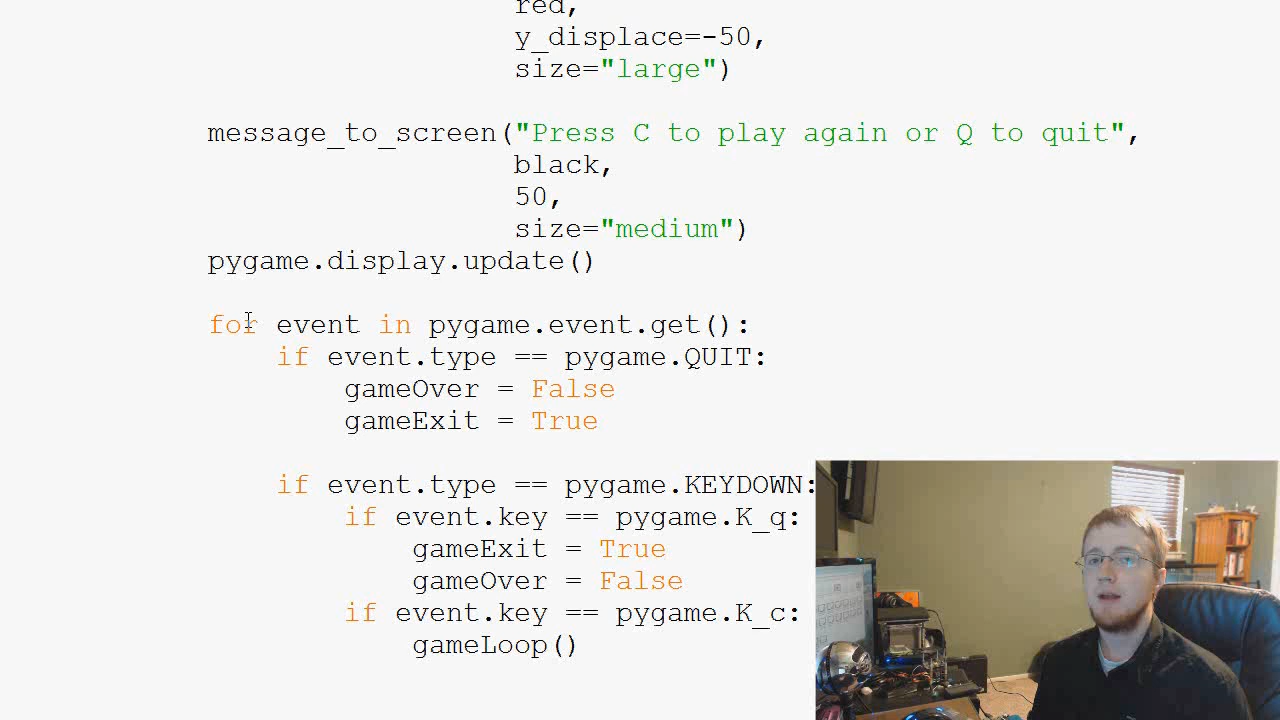 red,
y_displace=-50,
size="large")
message_to_screen("Press C to play again or Q to quit",
black,
50,
size="medium")
pygame.display.update()
for event in pygame.event.get():
if event.type == pygame.QUIT:
gameOver = False
gameExit = True
if event.type == pygame.KEYDOWN:
if event.key == pygame.K_q:
gameExit = True
gameOver = False
if event.key == pygame.K_c:
gameLoop()